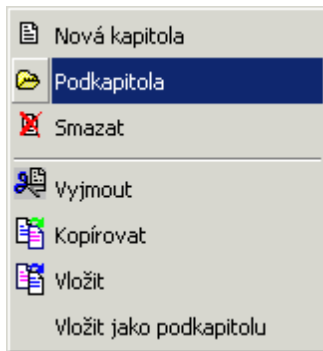 Nová kapitola
Podkapitola
Smazat
Vyjmout
Kopírovat
Vložit
Vložit jako podkapitolu